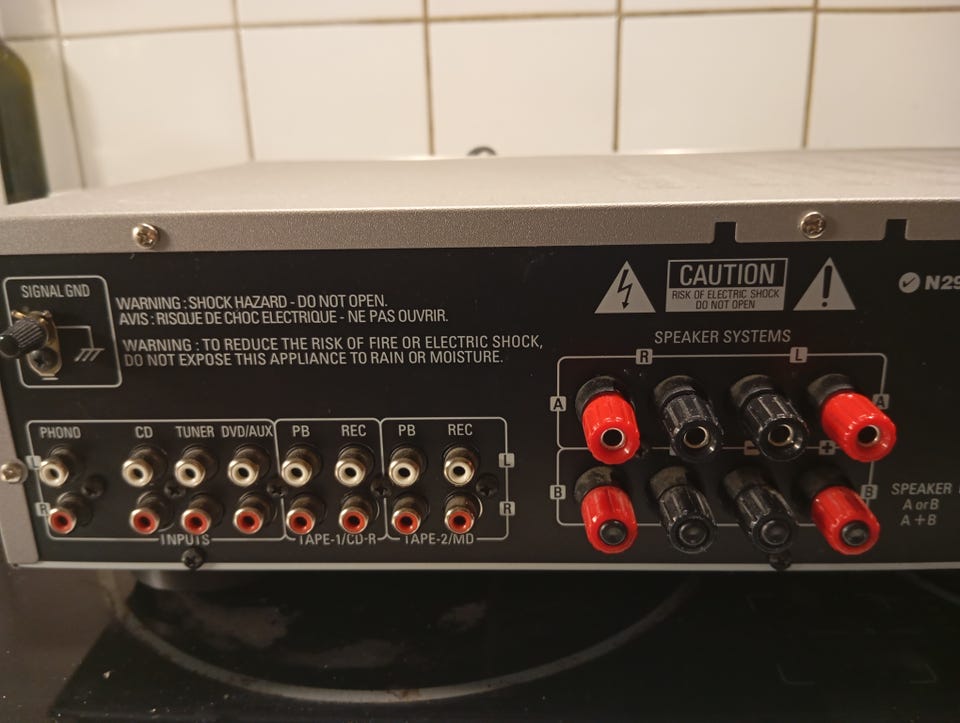 SIGNAL GND
WARNING : SHOCK HAZARD - DO NOT OPEN.
AVIS : RISQUE DE CHOC ELECTRIQUE - NE PAS OUVRIR.
WARNING : TO REDUCE THE RISK OF FIRE OR ELECTRIC SHOCK,
DO NOT EXPOSE THIS APPLIANCE TO RAIN OR MOISTURE.
CAUTION
RISK OF ELECTRIC SHOCK
DO NOT OPEN
N29
SPEAKER SYSTEMS
R L
A A
B B
SPEAKER
A or B
A + B
PHONO CD TUNER DVD/AUX PB REC PB REC
L L
R R
INPUTS TAPE-1/CD-R TAPE-2/MD